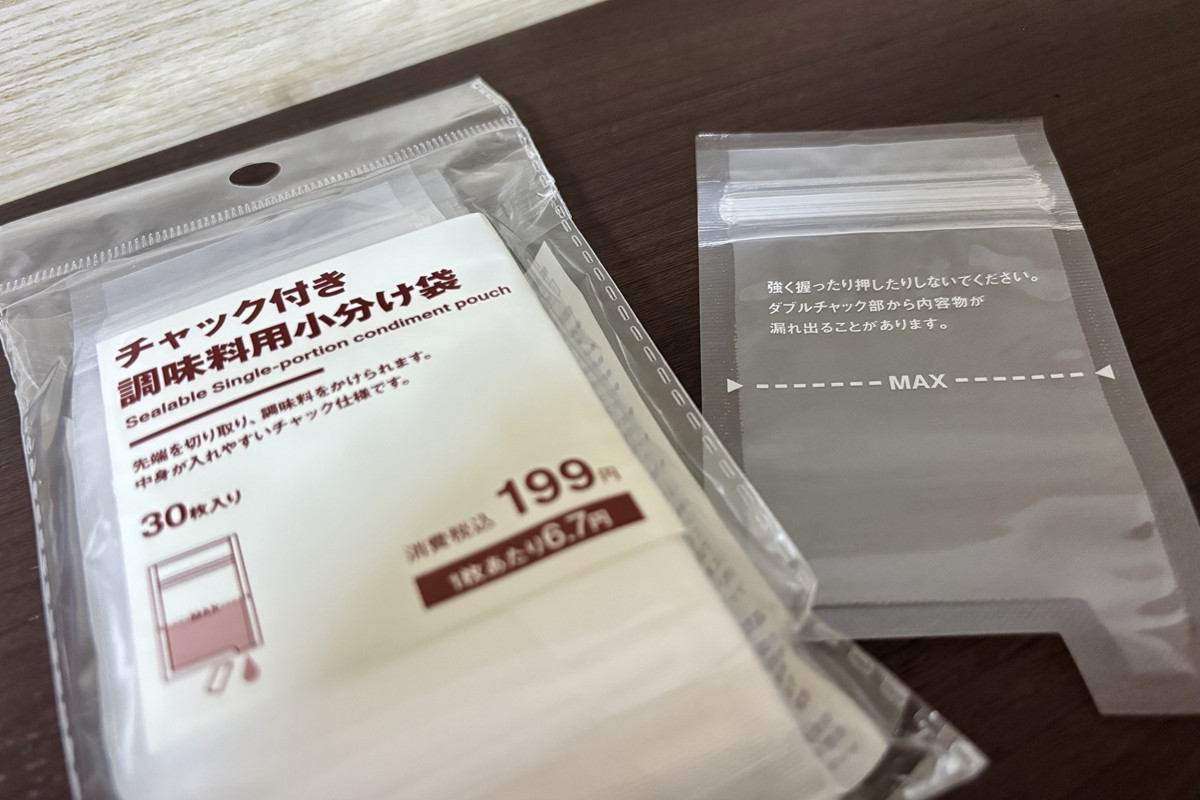 チャック付き
調味料用小分け袋
Sealable Single-portion condiment pouch
先端を切り取り、調味料をかけられます。
中身が入れやすいチャック仕様です。
30枚入り
消費税込 199円
1枚あたり6.7円
MAX
強く握ったり押したりしないでください。
ダブルチャック部から内容物が
漏れ出ることがあります。
MAX